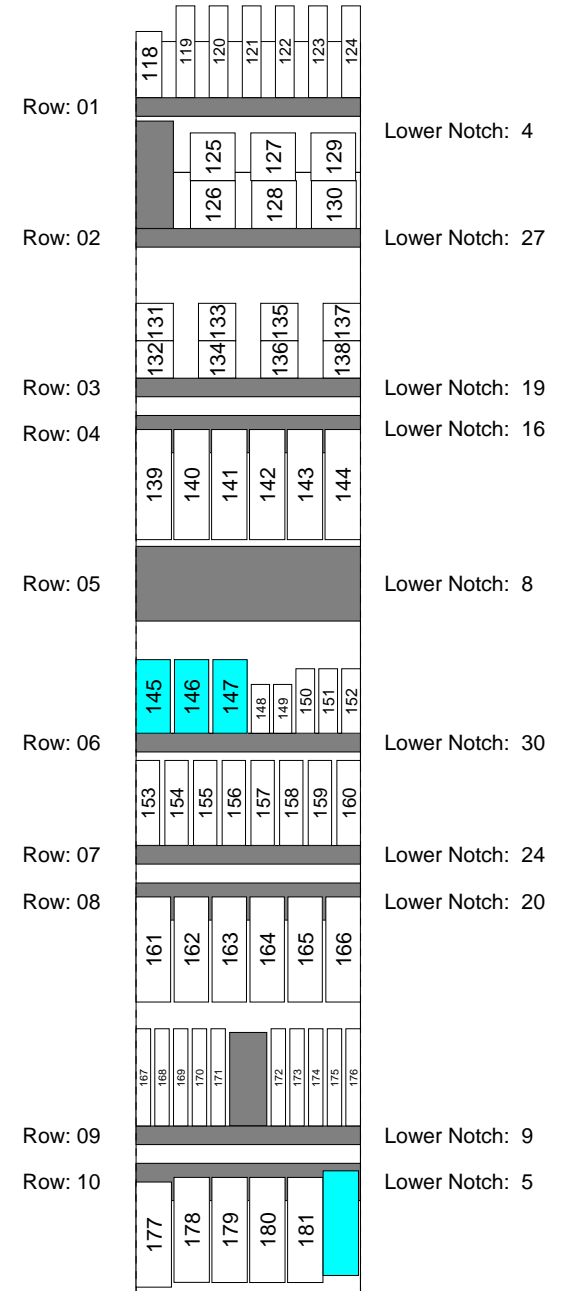 118 119 120 121 122 123 124
Row: 01
Lower Notch: 4
125 127 129
126 128 130
Row: 02 Lower Notch: 27
131 133 135 137
132 134 136 138
Row: 03 Lower Notch: 19
Row: 04 Lower Notch: 16
139 140 141 142 143 144
Row: 05 Lower Notch: 8
145 146 147 148 149 150 151 152
Row: 06 Lower Notch: 30
153 154 155 156 157 158 159 160
Row: 07 Lower Notch: 24
Row: 08 Lower Notch: 20
161 162 163 164 165 166
167 168 169 170 171 172 173 174 175 176
Row: 09 Lower Notch: 9
Row: 10 Lower Notch: 5
177 178 179 180 181